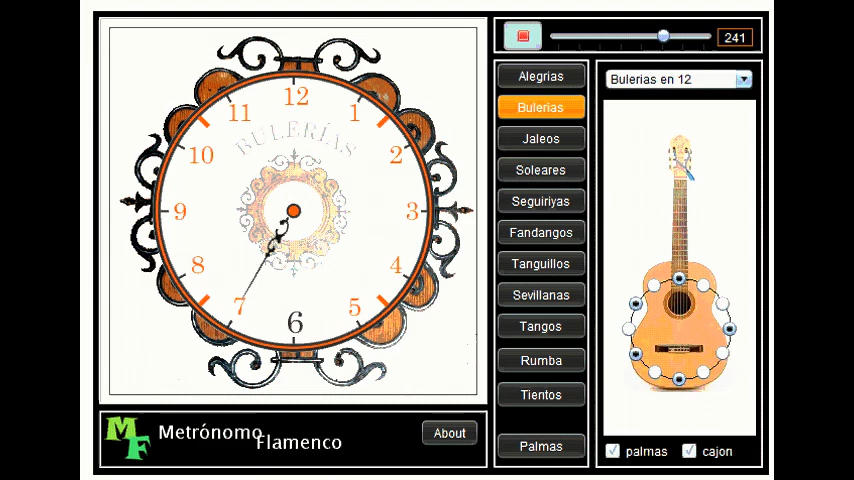 241
BULERÍAS
12
1
2
3
4
5
6
7
8
9
10
11
Alegrias
Bulerias
Jaleos
Soleares
Seguiriyas
Fandangos
Tanguillos
Sevillanas
Tangos
Rumba
Tientos
Palmas
Bulerias en 12
palmas
cajon
MF
Metrónomo
Flamenco
About